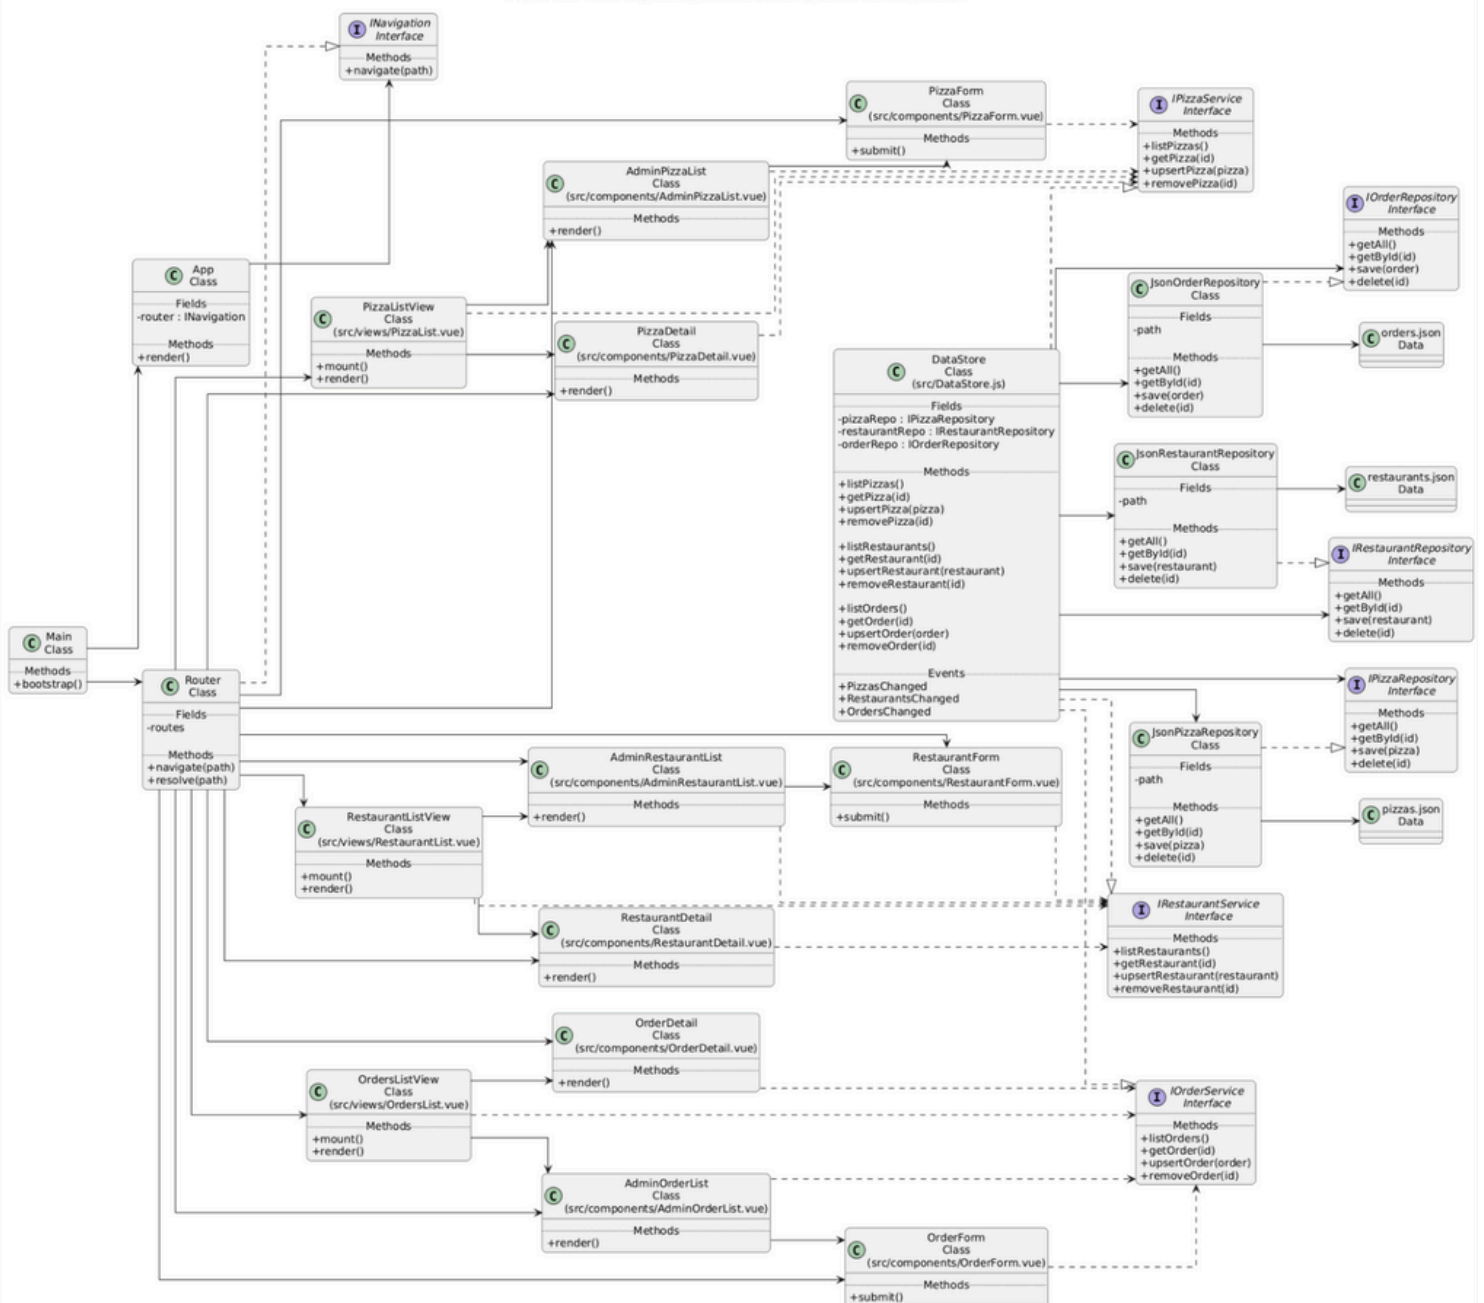 INavigation
Interface
Methods
+navigate(path)
PizzaForm
Class
(src/components/PizzaForm.vue)
Methods
+submit()
IPizzaService
Interface
Methods
+listPizzas()
+getPizza(id)
+upsertPizza(pizza)
+removePizza(id)
AdminPizzaList
Class
(src/components/AdminPizzaList.vue)
Methods
+render()
IOrderRepository
Interface
Methods
+getAll()
+getById(id)
+save(order)
+delete(id)
App
Class
Fields
-router : INavigation
Methods
+render()
PizzaListView
Class
(src/views/PizzaList.vue)
Methods
+mount()
+render()
PizzaDetail
Class
(src/components/PizzaDetail.vue)
Methods
+render()
JsonOrderRepository
Class
Fields
-path
Methods
+getAll()
+getById(id)
+save(order)
+delete(id)
orders.json
Data
DataStore
Class
(src/DataStore.js)
Fields
-pizzaRepo : IPizzaRepository
-restaurantRepo : IRestaurantRepository
-orderRepo : IOrderRepository
Methods
+listPizzas()
+getPizza(id)
+upsertPizza(pizza)
+removePizza(id)
+listRestaurants()
+getRestaurant(id)
+upsertRestaurant(restaurant)
+removeRestaurant(id)
+listOrders()
+getOrder(id)
+upsertOrder(order)
+removeOrder(id)
Events
+PizzasChanged
+RestaurantsChanged
+OrdersChanged
JsonRestaurantRepository
Class
Fields
-path
Methods
+getAll()
+getById(id)
+save(restaurant)
+delete(id)
restaurants.json
Data
IRestaurantRepository
Interface
Methods
+getAll()
+getById(id)
+save(restaurant)
+delete(id)
Main
Class
Methods
+bootstrap()
Router
Class
Fields
-routes
Methods
+navigate(path)
+resolve(path)
IPizzaRepository
Interface
Methods
+getAll()
+getById(id)
+save(pizza)
+delete(id)
JsonPizzaRepository
Class
Fields
-path
Methods
+getAll()
+getById(id)
+save(pizza)
+delete(id)
pizzas.json
Data
AdminRestaurantList
Class
(src/components/AdminRestaurantList.vue)
Methods
+render()
RestaurantForm
Class
(src/components/RestaurantForm.vue)
Methods
+submit()
RestaurantListView
Class
(src/views/RestaurantList.vue)
Methods
+mount()
+render()
RestaurantDetail
Class
(src/components/RestaurantDetail.vue)
Methods
+render()
IRestaurantService
Interface
Methods
+listRestaurants()
+getRestaurant(id)
+upsertRestaurant(restaurant)
+removeRestaurant(id)
OrderDetail
Class
(src/components/OrderDetail.vue)
Methods
+render()
OrdersListView
Class
(src/views/OrdersList.vue)
Methods
+mount()
+render()
IOrderService
Interface
Methods
+listOrders()
+getOrder(id)
+upsertOrder(order)
+removeOrder(id)
AdminOrderList
Class
(src/components/AdminOrderList.vue)
Methods
+render()
OrderForm
Class
(src/components/OrderForm.vue)
Methods
+submit()